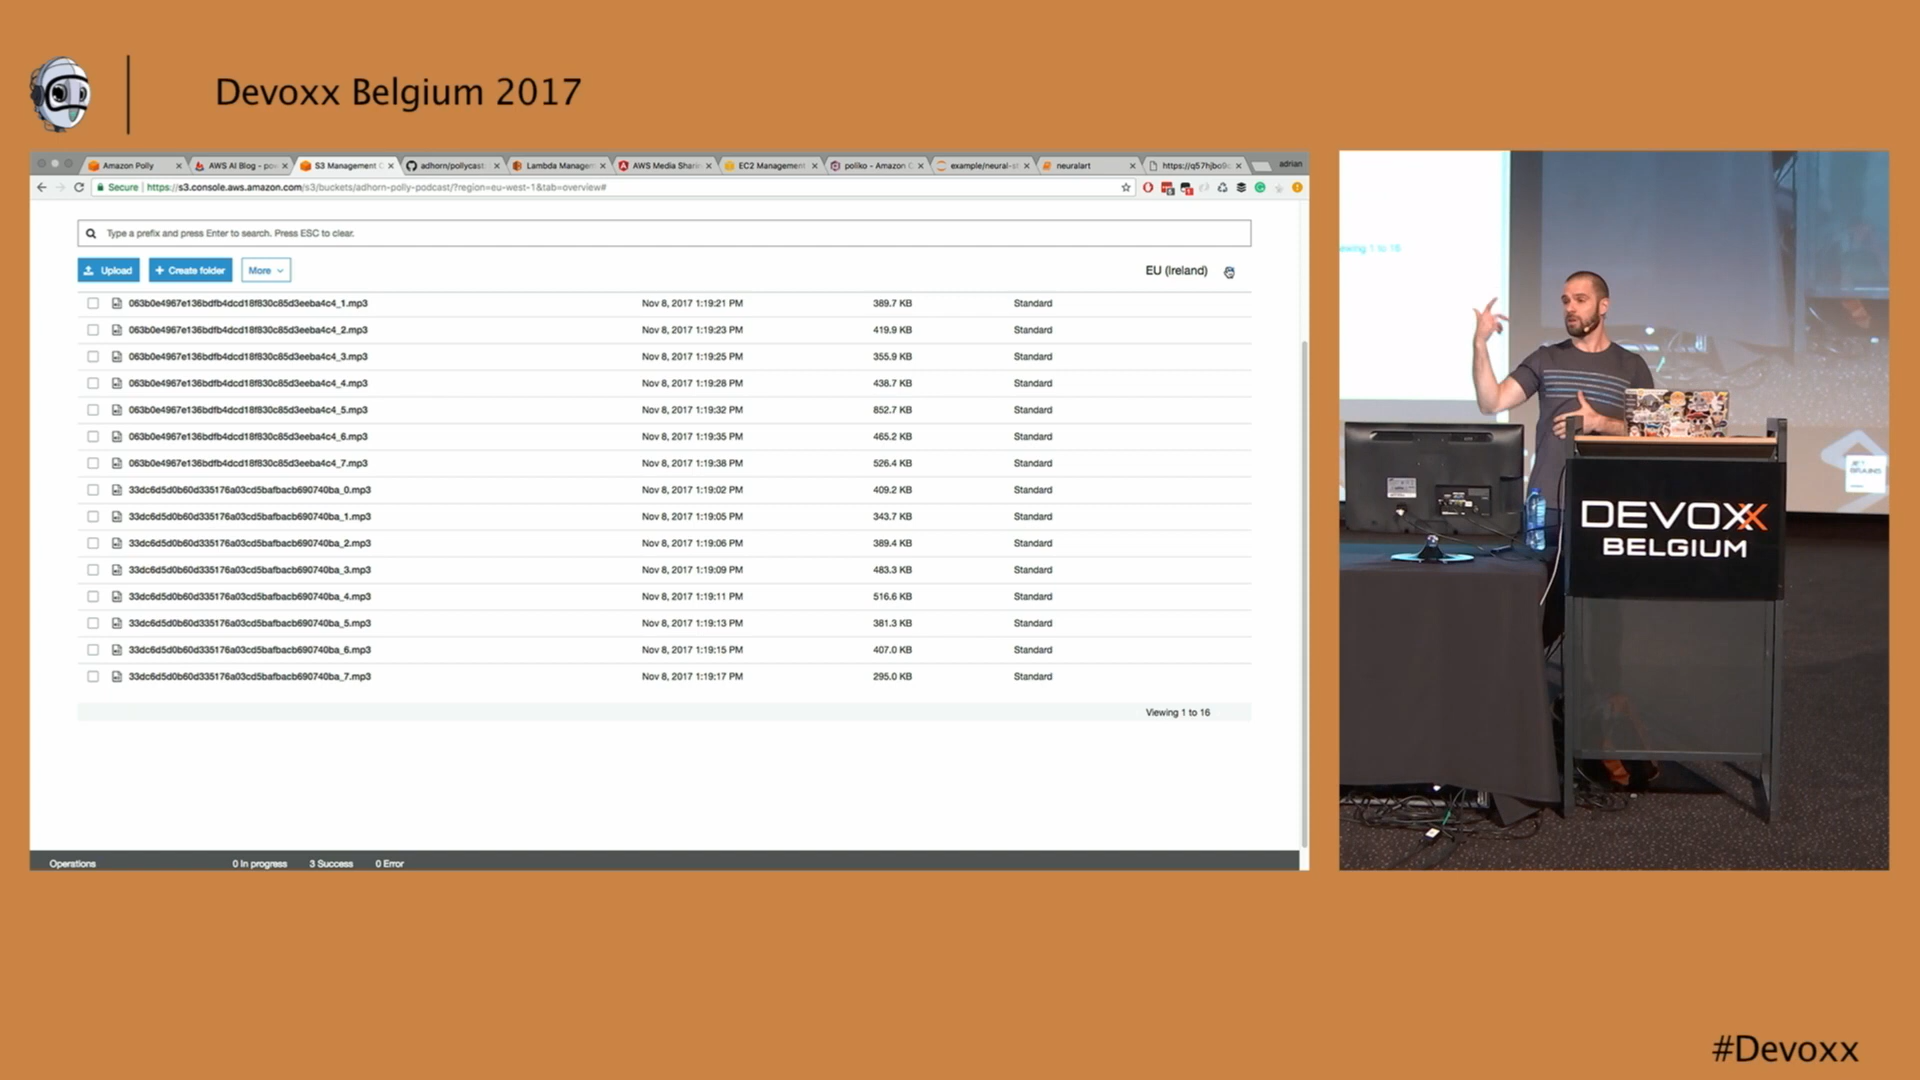 Devoxx Belgium 2017
Amazon Polly
AWS AI Blog - po
S3 Management
adhorn/pollycast
Lambda Managem
AWS Media Shari
EC2 Management
poliko - Amazon C
example/neural-s
neuralart
https://q57hjbo9
adrian
Secure https://s3.console.aws.amazon.com/s3/buckets/adhorn-polly-podcast/?region=eu-west-1&tab=overview#
Type a prefix and press Enter to search. Press ESC to clear.
Upload + Create folder More EU (Ireland)
063b0e4967e136bdfb4dcd18f830c85d3eeba4c4_1.mp3 Nov 8, 2017 1:19:21 PM 389.7 KB Standard
063b0e4967e136bdfb4dcd18f830c85d3eeba4c4_2.mp3 Nov 8, 2017 1:19:23 PM 419.9 KB Standard
063b0e4967e136bdfb4dcd18f830c85d3eeba4c4_3.mp3 Nov 8, 2017 1:19:25 PM 355.9 KB Standard
063b0e4967e136bdfb4dcd18f830c85d3eeba4c4_4.mp3 Nov 8, 2017 1:19:28 PM 438.7 KB Standard
063b0e4967e136bdfb4dcd18f830c85d3eeba4c4_5.mp3 Nov 8, 2017 1:19:32 PM 852.7 KB Standard
063b0e4967e136bdfb4dcd18f830c85d3eeba4c4_6.mp3 Nov 8, 2017 1:19:35 PM 465.2 KB Standard
063b0e4967e136bdfb4dcd18f830c85d3eeba4c4_7.mp3 Nov 8, 2017 1:19:38 PM 526.4 KB Standard
33dc6d5d0b60d335176a03cd5bafbacb690740ba_0.mp3 Nov 8, 2017 1:19:02 PM 409.2 KB Standard
33dc6d5d0b60d335176a03cd5bafbacb690740ba_1.mp3 Nov 8, 2017 1:19:05 PM 343.7 KB Standard
33dc6d5d0b60d335176a03cd5bafbacb690740ba_2.mp3 Nov 8, 2017 1:19:06 PM 389.4 KB Standard
33dc6d5d0b60d335176a03cd5bafbacb690740ba_3.mp3 Nov 8, 2017 1:19:09 PM 483.3 KB Standard
33dc6d5d0b60d335176a03cd5bafbacb690740ba_4.mp3 Nov 8, 2017 1:19:11 PM 516.6 KB Standard
33dc6d5d0b60d335176a03cd5bafbacb690740ba_5.mp3 Nov 8, 2017 1:19:13 PM 381.3 KB Standard
33dc6d5d0b60d335176a03cd5bafbacb690740ba_6.mp3 Nov 8, 2017 1:19:15 PM 407.0 KB Standard
33dc6d5d0b60d335176a03cd5bafbacb690740ba_7.mp3 Nov 8, 2017 1:19:17 PM 295.0 KB Standard
Viewing 1 to 16
Operations 0 In progress 3 Success 0 Error
ewing 1 to 16
DEVOXX
BELGIUM
#Devoxx